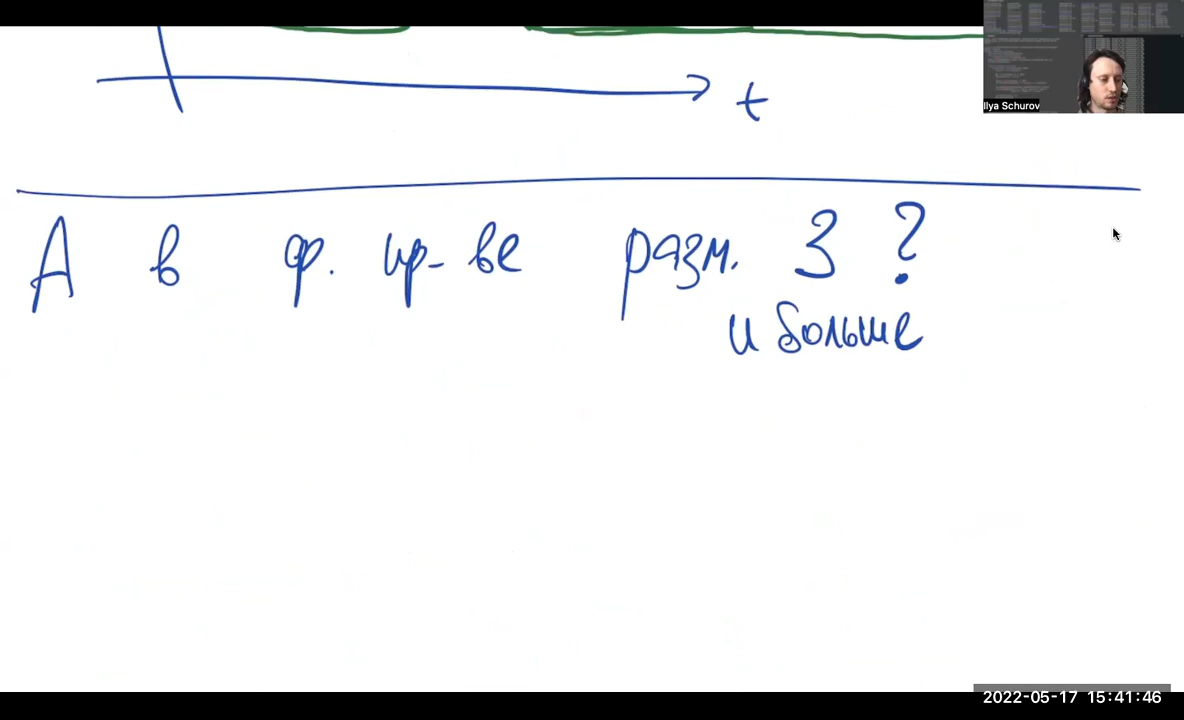 t
Ilya Schurov
А в ф. пр-ве разм. 3 ?
и больше
2022-05-17 15:41:46